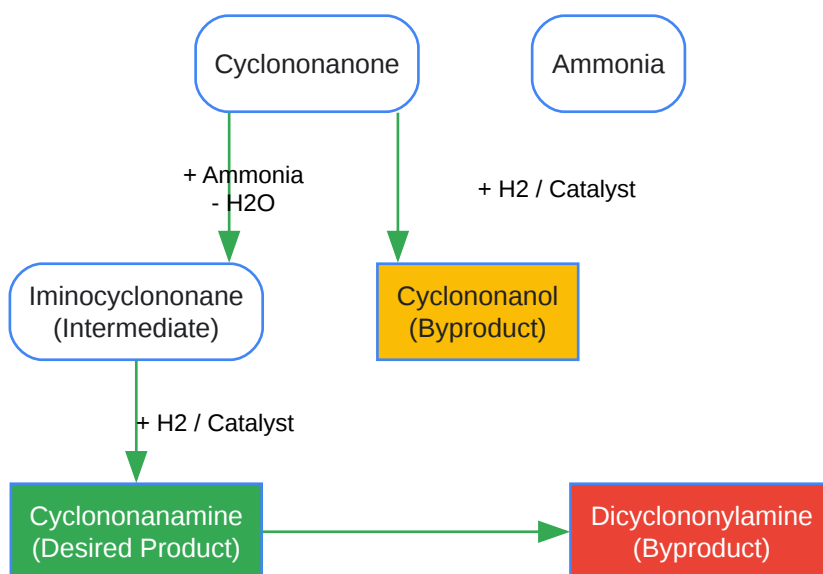 Cyclononanone
Ammonia
+ Ammonia
- H2O
+ H2 / Catalyst
Iminocyclononane
(Intermediate)
Cyclononanol
(Byproduct)
+ H2 / Catalyst
Cyclononanamine
(Desired Product)
Dicyclononylamine
(Byproduct)